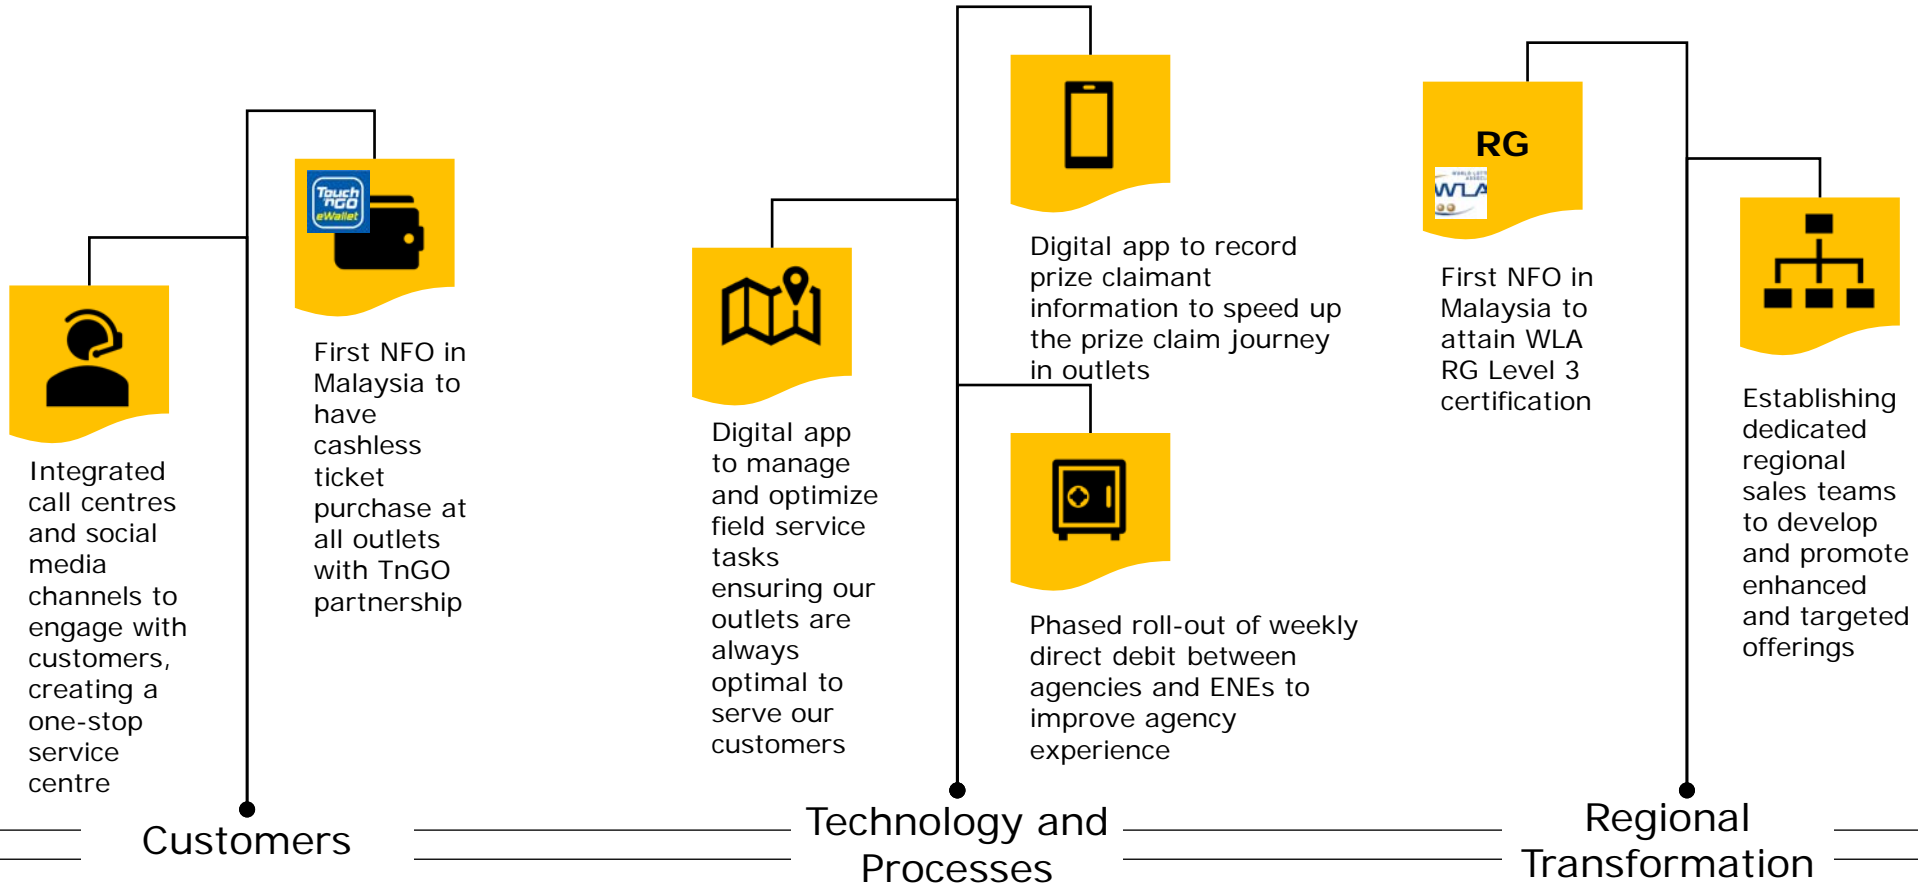 Integrated
call centres
and social
media
channels to
engage with
customers,
creating a
one-stop
service
centre
Touch
'nGO
eWallet
First NFO in
Malaysia to
have
cashless
ticket
purchase at
all outlets
with TnGO
partnership
Customers
Digital app
to manage
and optimize
field service
tasks
ensuring our
outlets are
always
optimal to
serve our
customers
Digital app to record
prize claimant
information to speed up
the prize claim journey
in outlets
Phased roll-out of weekly
direct debit between
agencies and ENEs to
improve agency
experience
Technology and
Processes
RG
WLA
First NFO in
Malaysia to
attain WLA
RG Level 3
certification
Establishing
dedicated
regional
sales teams
to develop
and promote
enhanced
and targeted
offerings
Regional
Transformation